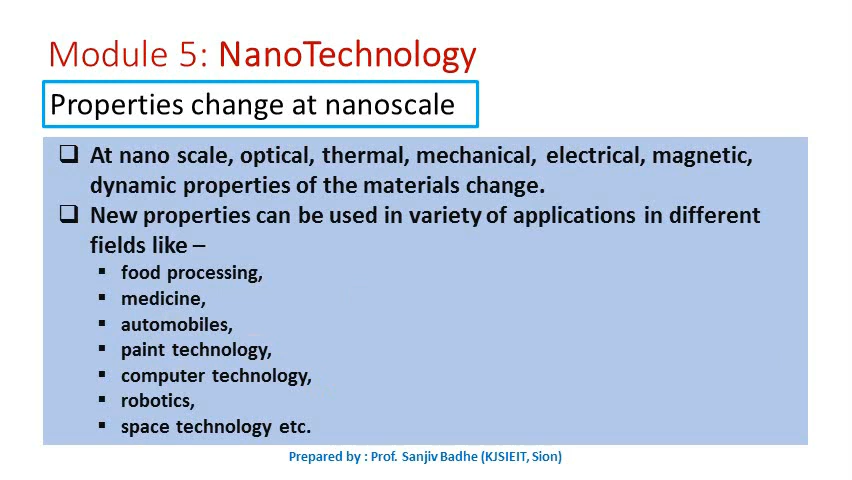 Module 5: NanoTechnology
Properties change at nanoscale
❑ At nano scale, optical, thermal, mechanical, electrical, magnetic,
dynamic properties of the materials change.
❑ New properties can be used in variety of applications in different
fields like –
▪ food processing,
▪ medicine,
▪ automobiles,
▪ paint technology,
▪ computer technology,
▪ robotics,
▪ space technology etc.
Prepared by : Prof. Sanjiv Badhe (KJSIEIT, Sion)